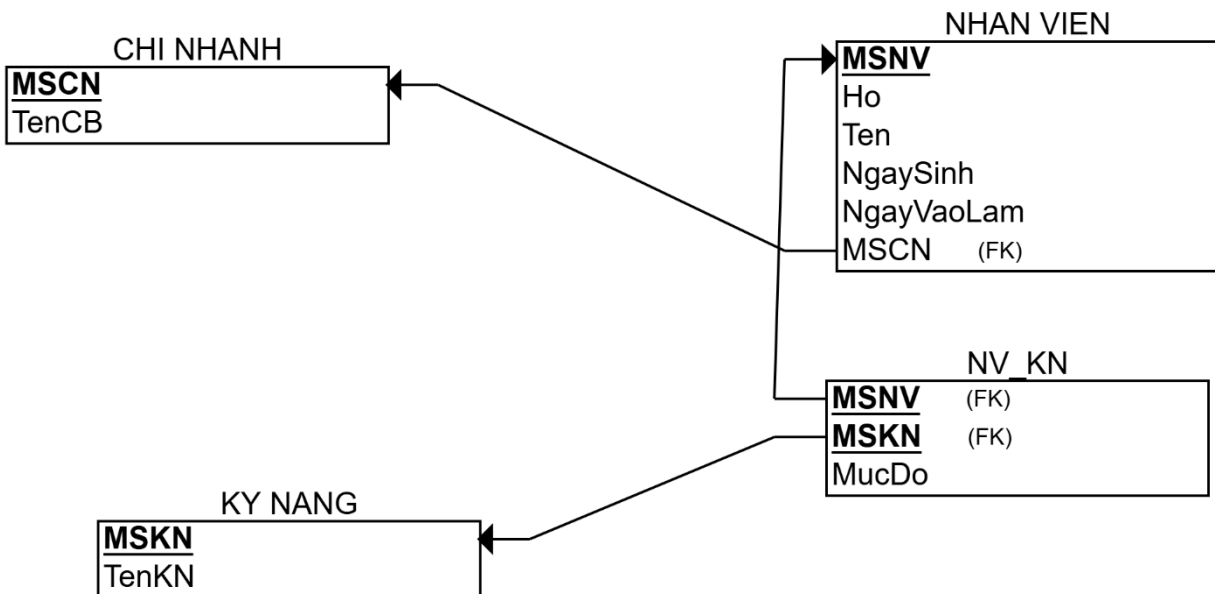 CHI NHANH
MSCN
TenCB
NHAN VIEN
MSNV
Ho
Ten
NgaySinh
NgayVaoLam
MSCN (FK)
NV_KN
MSNV (FK)
MSKN (FK)
MucDo
KY NANG
MSKN
TenKN